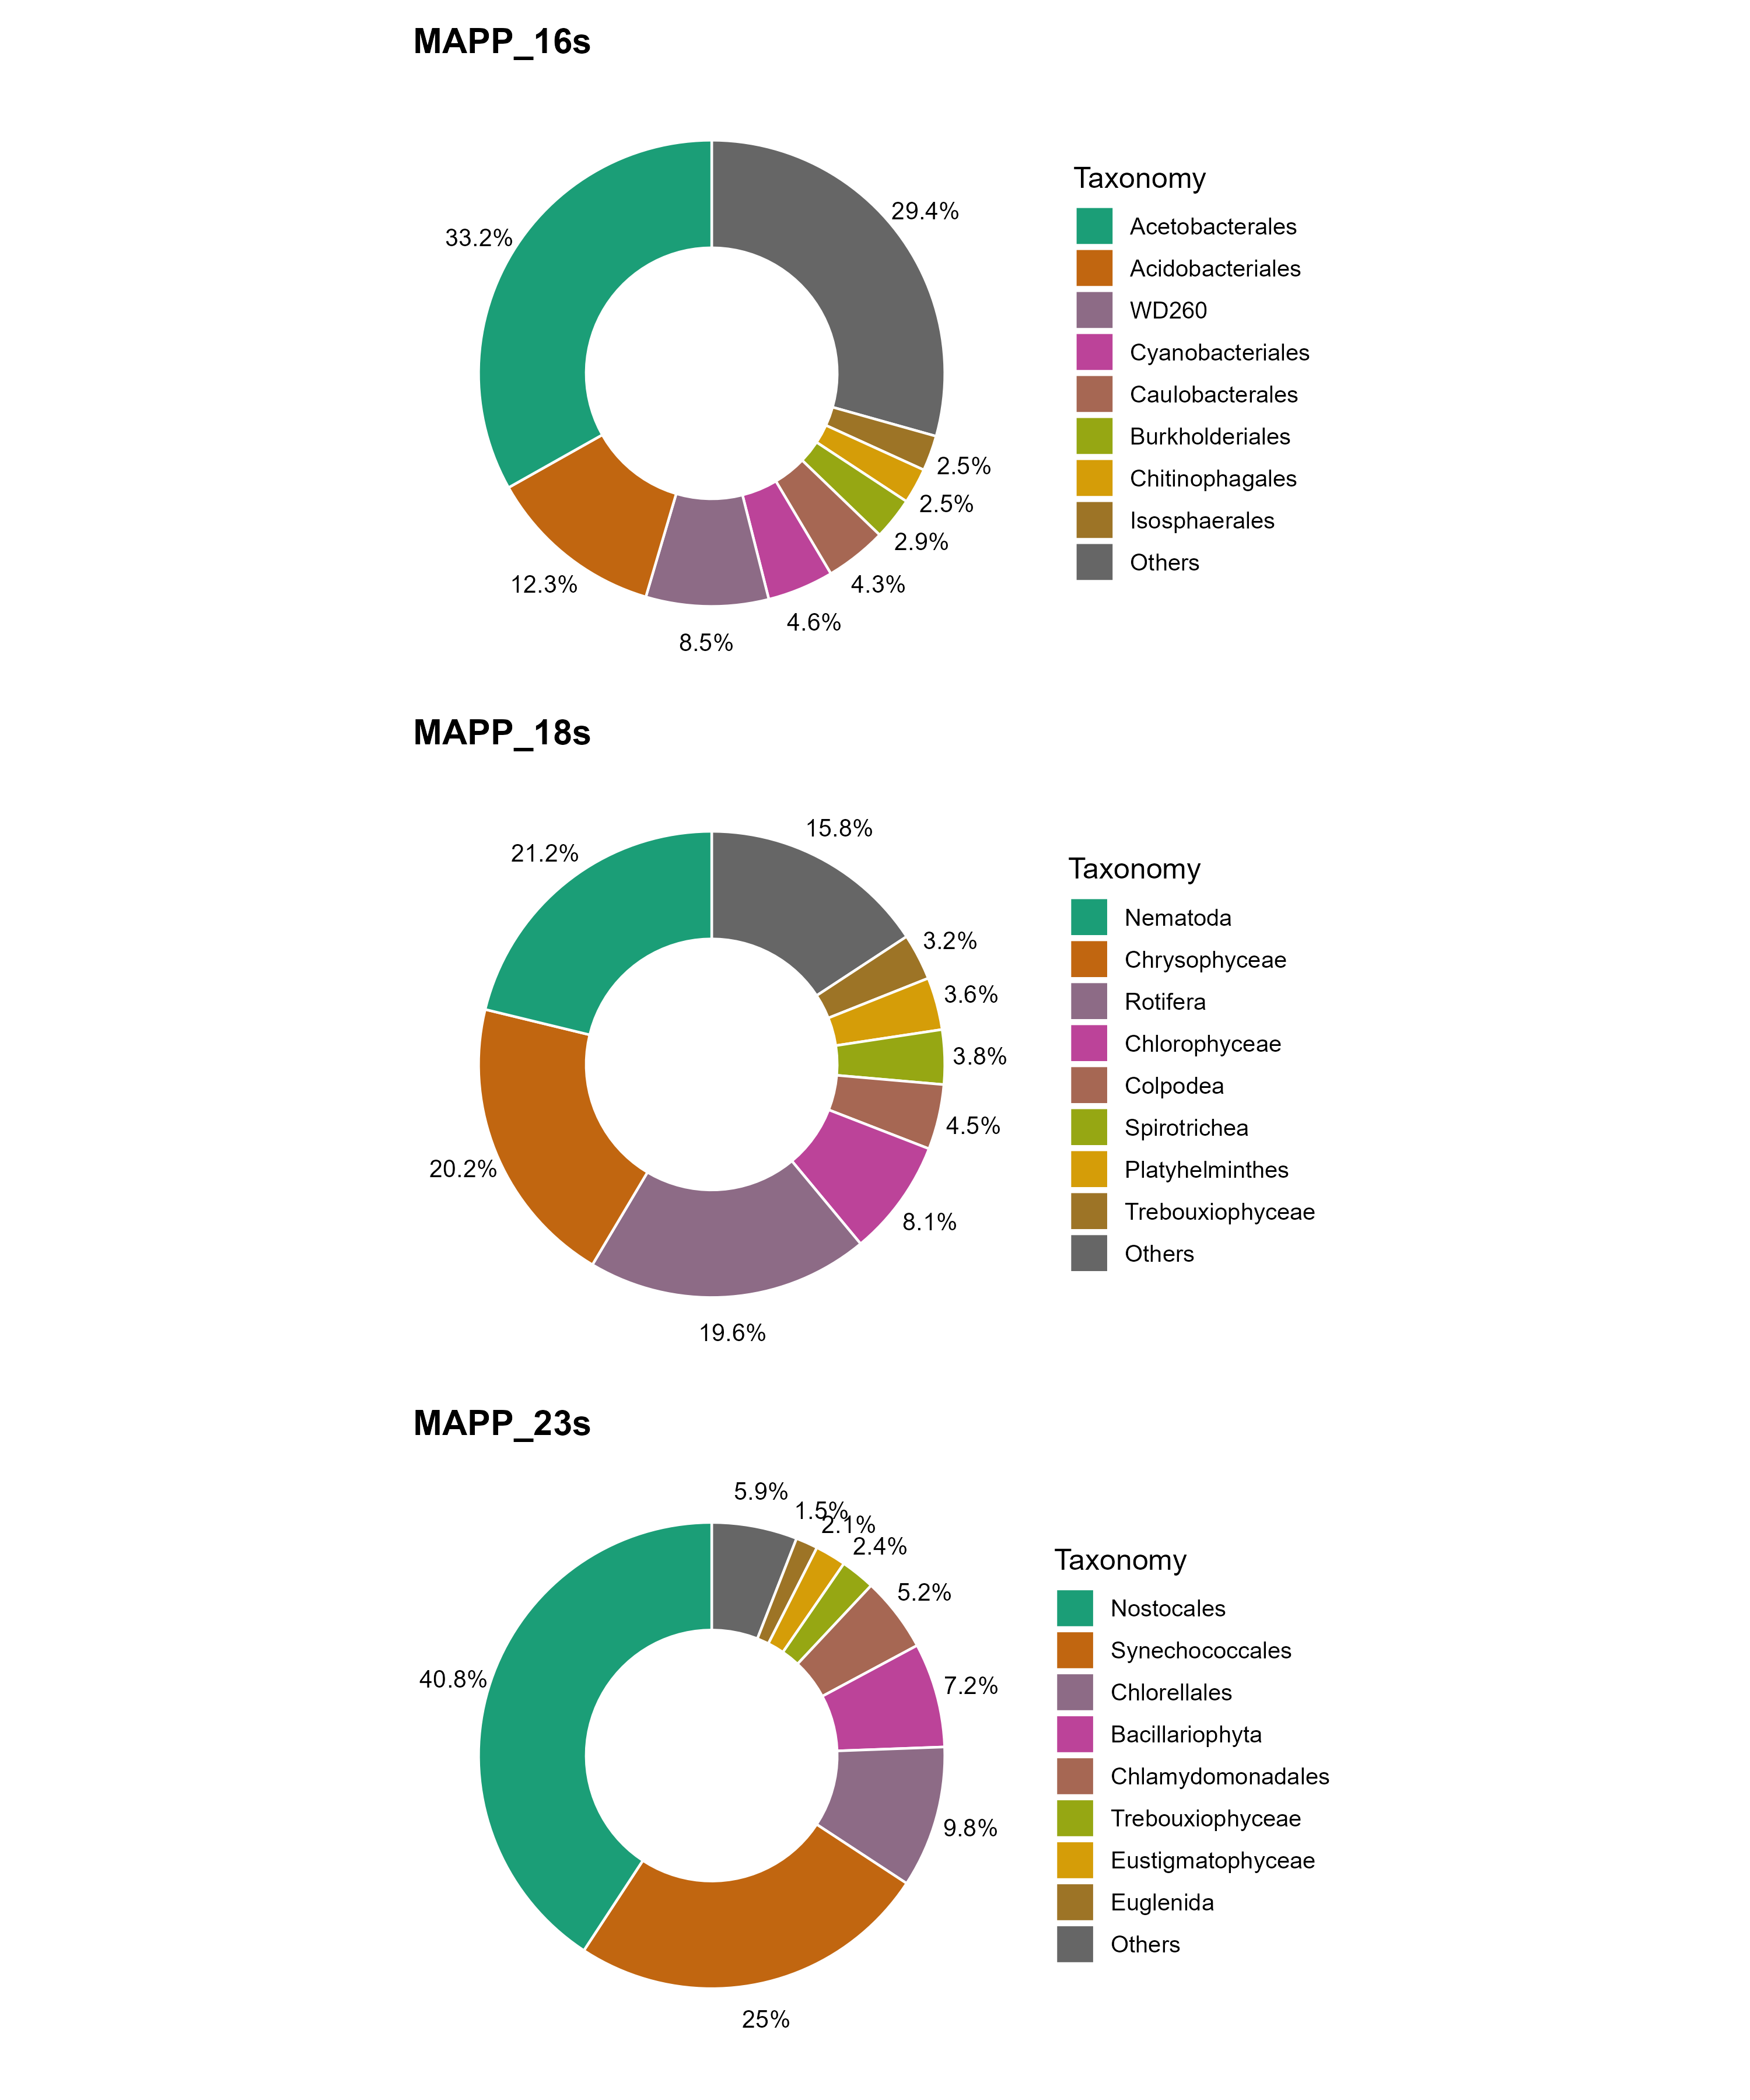 MAPP_16s
29.4%
33.2%
2.5%
2.5%
2.9%
4.3%
12.3%
4.6%
8.5%
Taxonomy
Acetobacterales
Acidobacteriales
WD260
Cyanobacteriales
Caulobacterales
Burkholderiales
Chitinophagales
Isosphaerales
Others
MAPP_18s
15.8%
21.2%
3.2%
3.6%
3.8%
4.5%
20.2%
8.1%
19.6%
Taxonomy
Nematoda
Chrysophyceae
Rotifera
Chlorophyceae
Colpodea
Spirotrichea
Platyhelminthes
Trebouxiophyceae
Others
MAPP_23s
5.9%
1.5%
2.1%
2.4%
5.2%
40.8%
7.2%
9.8%
25%
Taxonomy
Nostocales
Synechococcales
Chlorellales
Bacillariophyta
Chlamydomonadales
Trebouxiophyceae
Eustigmatophyceae
Euglenida
Others